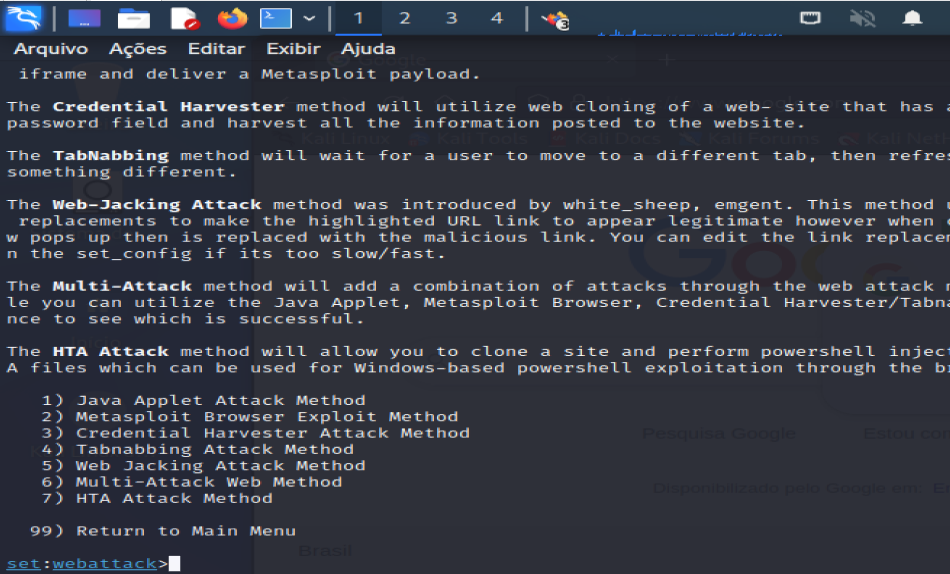 1 2 3 4 3
Arquivo Ações Editar Exibir Ajuda
iframe and deliver a Metasploit payload.
The Credential Harvester method will utilize web cloning of a web- site that has a
password field and harvest all the information posted to the website.
The TabNabbing method will wait for a user to move to a different tab, then refres
something different.
The Web-Jacking Attack method was introduced by white_sheep, emgent. This method u
replacements to make the highlighted URL link to appear legitimate however when c
w pops up then is replaced with the malicious link. You can edit the link replacem
n the set_config if its too slow/fast.
The Multi-Attack method will add a combination of attacks through the web attack m
le you can utilize the Java Applet, Metasploit Browser, Credential Harvester/Tabna
nce to see which is successful.
The HTA Attack method will allow you to clone a site and perform powershell inject
A files which can be used for Windows-based powershell exploitation through the br
1) Java Applet Attack Method
2) Metasploit Browser Exploit Method
3) Credential Harvester Attack Method
4) Tabnabbing Attack Method
5) Web Jacking Attack Method
6) Multi-Attack Web Method
7) HTA Attack Method
99) Return to Main Menu
set:webattack>
Google
Kali Linux Kali Tools Kali Docs Kali Forums Kali Net
Pesquisa Google Estou com
Disponibilizado pelo Google em
Brasil